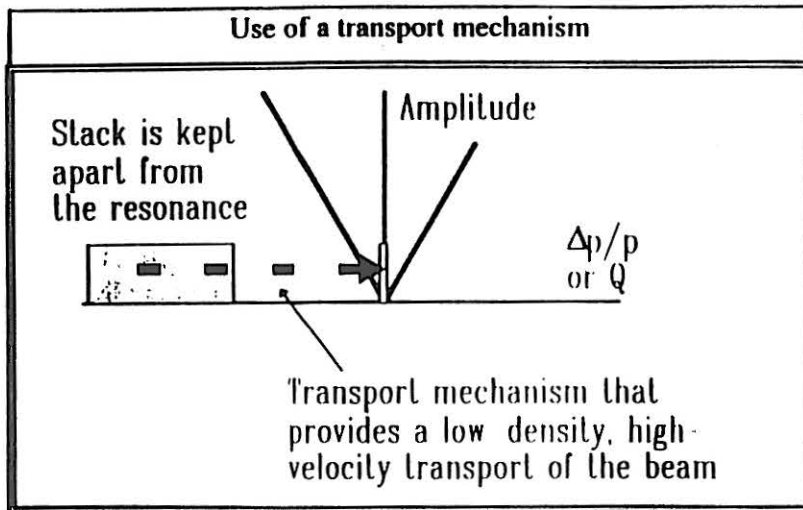 Use of a transport mechanism
Stack is kept
apart from
the resonance
Amplitude
Δp/p
or Q
Transport mechanism that
provides a low density, high-
velocity transport of the beam